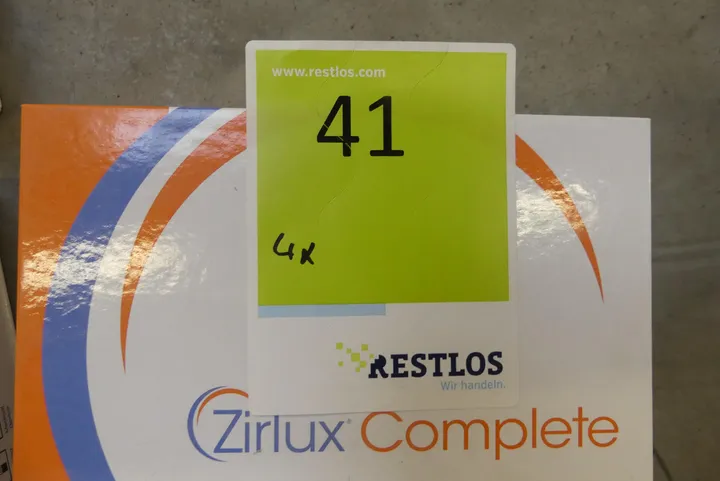 www.restlos.com
41
4x
RESTLOS
Wir handeln.
Zirlux® Complete